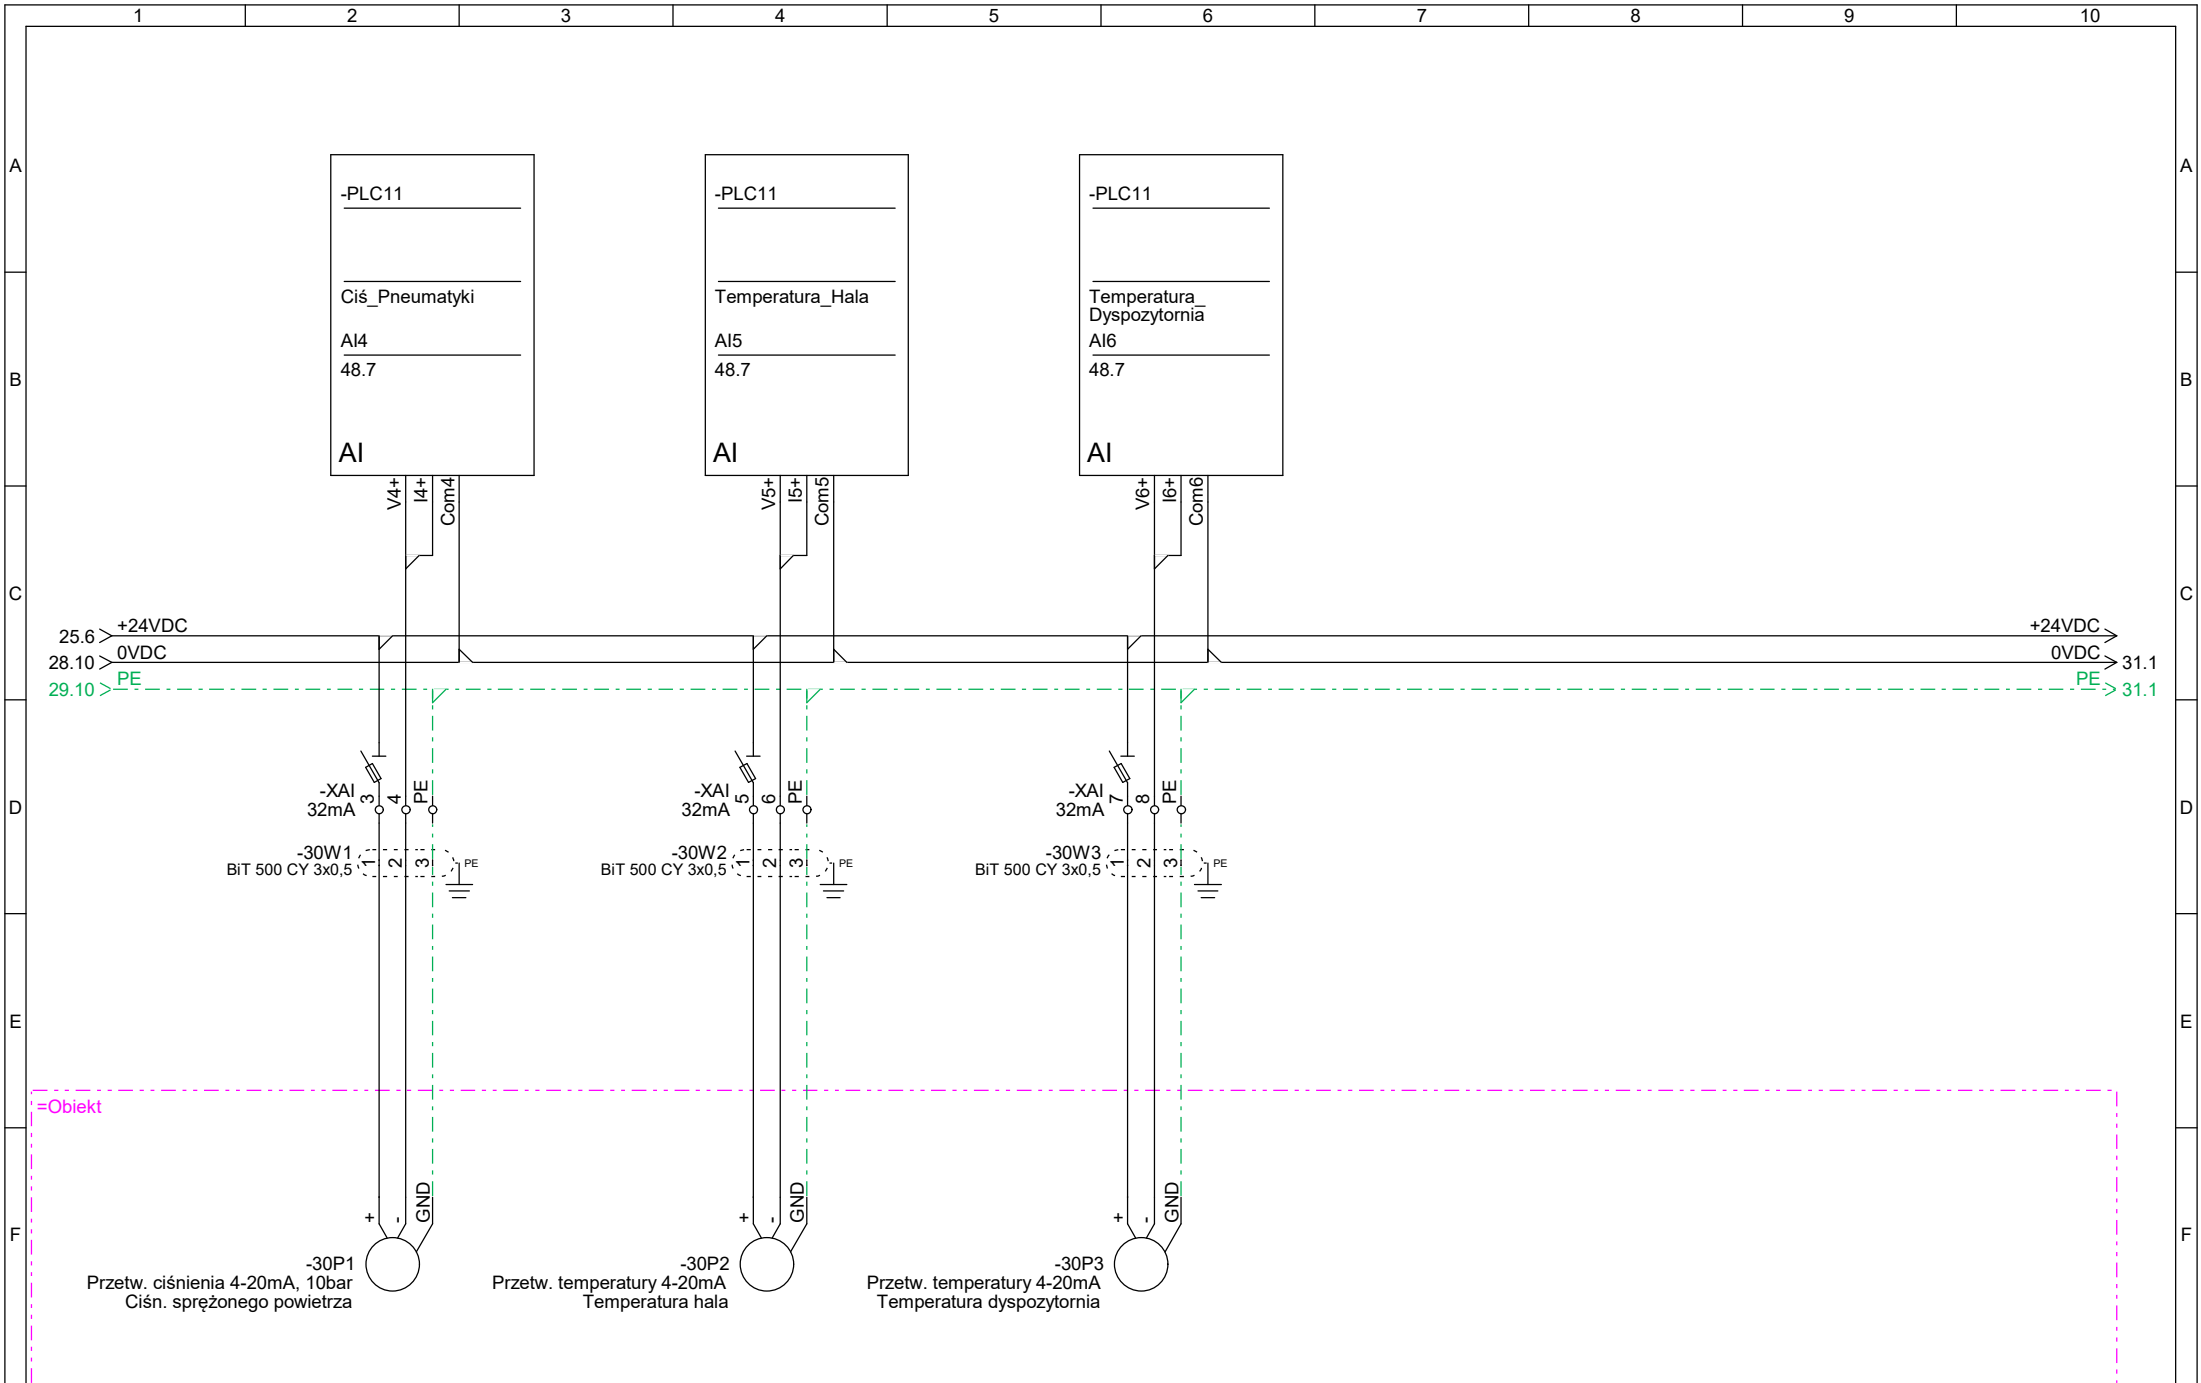 1 2 3 4 5 6 7 8 9 10
A A
-PLC11 -PLC11 -PLC11
Ciś_Pneumatyki Temperatura_Hala Temperatura_
Dyspozytornia
AI4 AI5 AI6
B 48.7 48.7 48.7 B
AI AI AI
V4+ I4+ Com4 V5+ I5+ Com5 V6+ I6+ Com6
C C
25.6 +24VDC +24VDC
28.10 0VDC 0VDC 31.1
29.10 PE PE 31.1
-XAI 3 4 PE -XAI 5 6 PE -XAI 7 8 PE
D 32mA 32mA 32mA D
-30W1 1 2 3 PE -30W2 1 2 3 PE -30W3 1 2 3 PE
BiT 500 CY 3x0,5 BiT 500 CY 3x0,5 BiT 500 CY 3x0,5
E E
=Obiekt
+ - GND + - GND + - GND
F F
-30P1 -30P2 -30P3
Przetw. ciśnienia 4-20mA, 10bar Przetw. temperatury 4-20mA Przetw. temperatury 4-20mA
Ciśn. sprężonego powietrza Temperatura hala Temperatura dyspozytornia